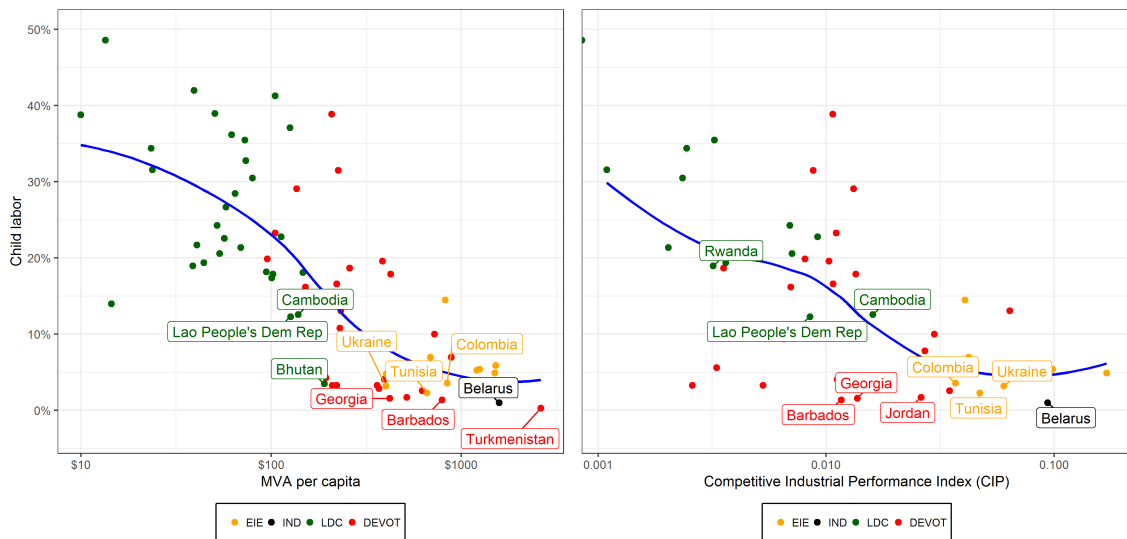 50%
40%
30%
20%
10%
0%
Child labor
Cambodia
Lao People's Dem Rep
Ukraine
Colombia
Bhutan
Tunisia
Belarus
Georgia
Barbados
Turkmenistan
$10
$100
$1000
MVA per capita
EIE IND LDC DEVOT
Rwanda
Cambodia
Lao People's Dem Rep
Colombia
Ukraine
Georgia
Barbados
Jordan
Tunisia
Belarus
0.001
0.010
0.100
Competitive Industrial Performance Index (CIP)
EIE IND LDC DEVOT